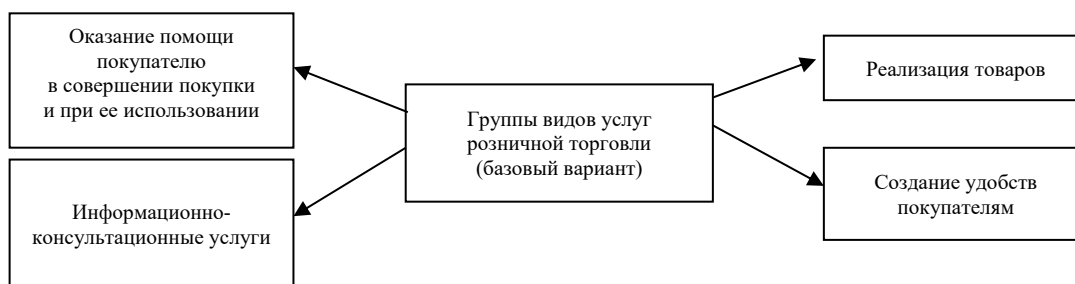 Оказание помощи
покупателю
в совершении покупки
и при ее использовании
Информационно-
консультационные услуги
Группы видов услуг
розничной торговли
(базовый вариант)
Реализация товаров
Создание удобств
покупателям